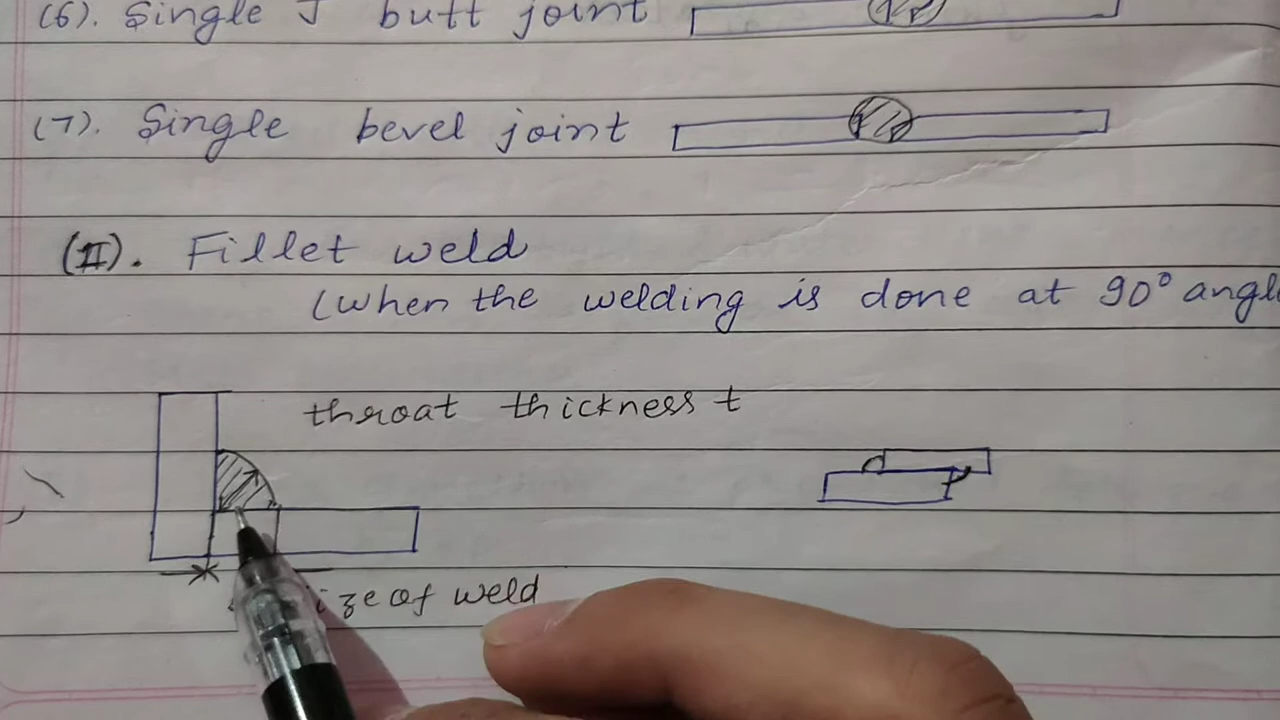 (6). Single J butt joint
(7). Single bevel joint
(II). Fillet weld
(when the welding is done at 90° angle
throat thickness t
size of weld